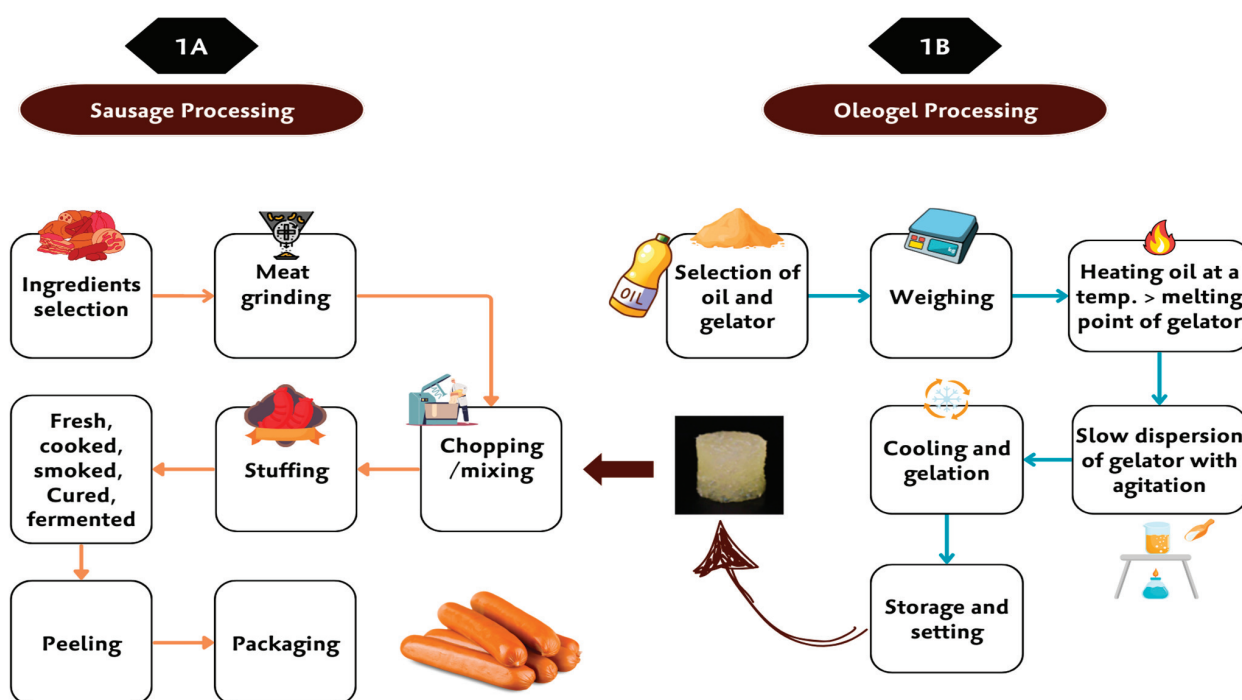 1A
Sausage Processing
Ingredients
selection
Meat
grinding
Chopping
/mixing
Stuffing
Fresh,
cooked,
smoked,
Cured,
fermented
Peeling
Packaging
1B
Oleogel Processing
OIL
Selection of
oil and
gelator
Weighing
Heating oil at a
temp. > melting
point of gelator
Slow dispersion
of gelator with
agitation
Cooling and
gelation
Storage and
setting